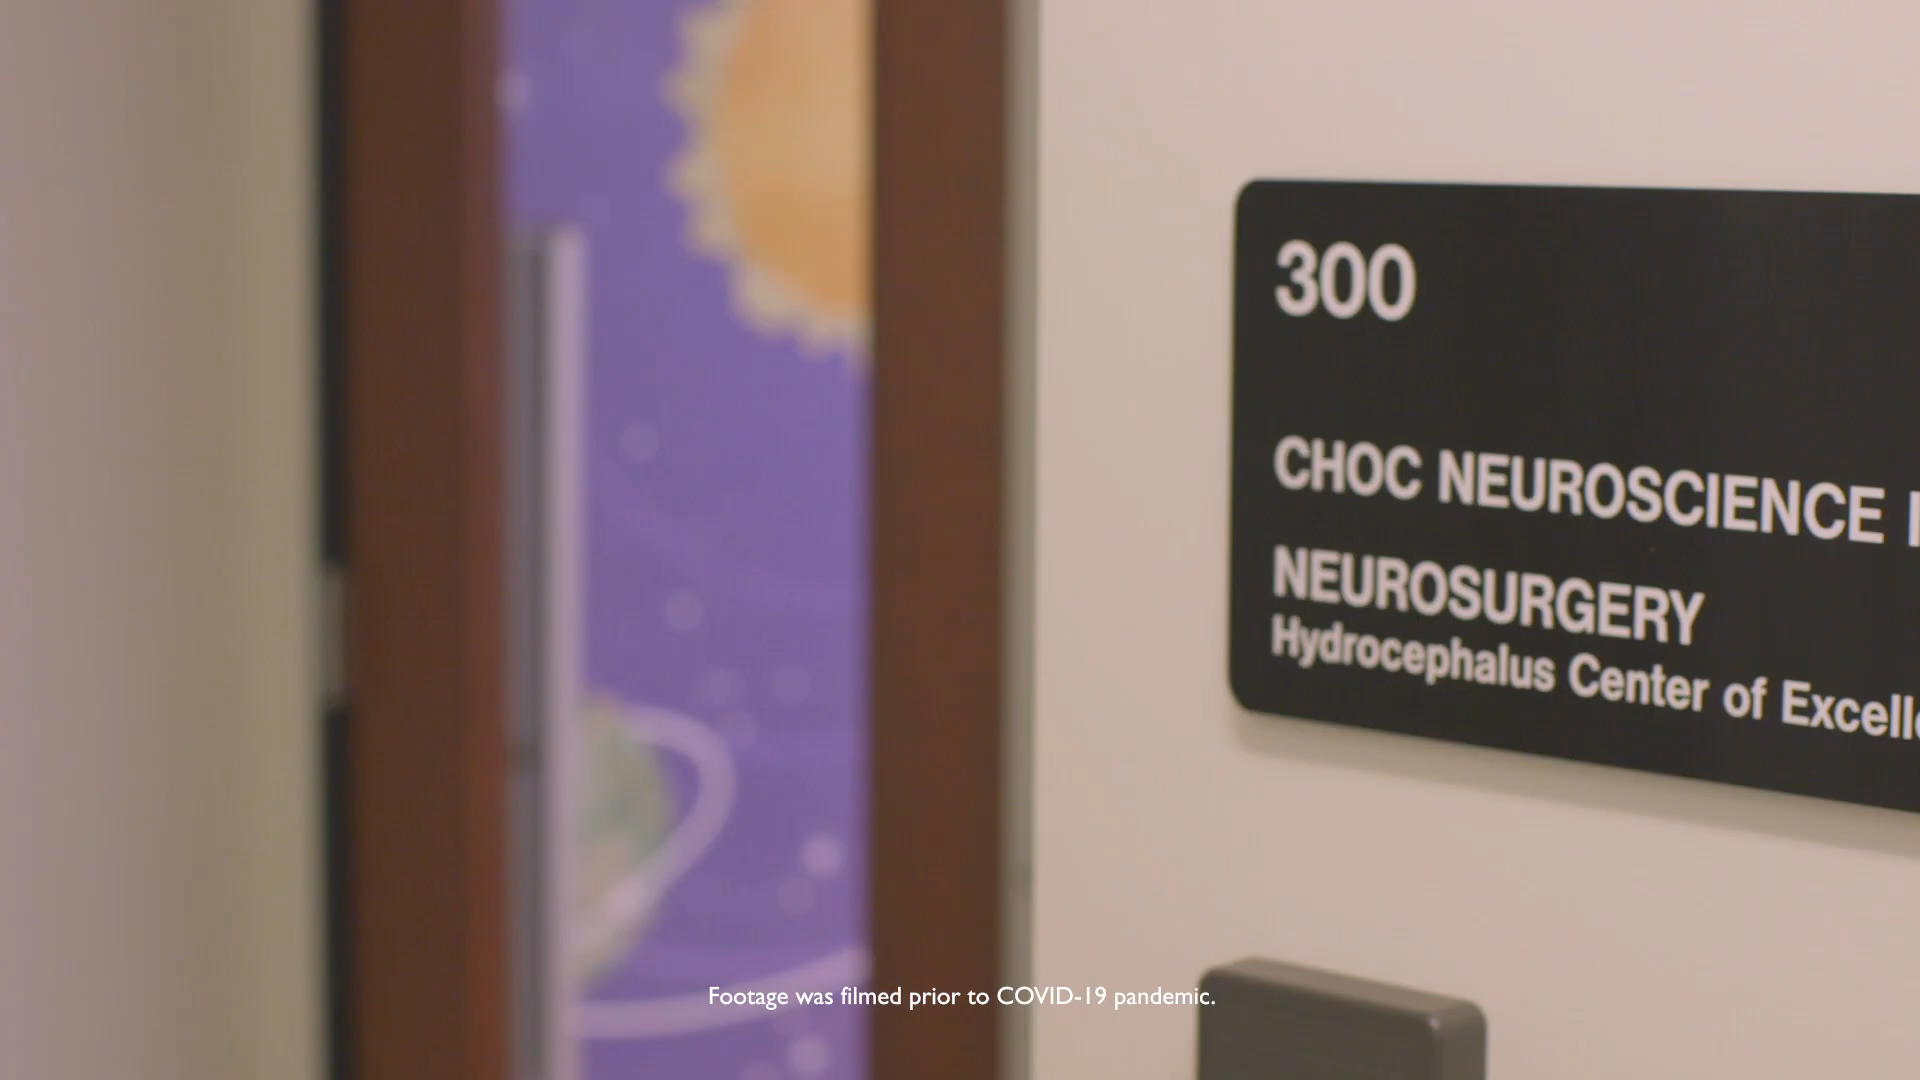 300
CHOC NEUROSCIENCE
NEUROSURGERY
Hydrocephalus Center of
Footage was filmed prior to COVID-19 pandemic.